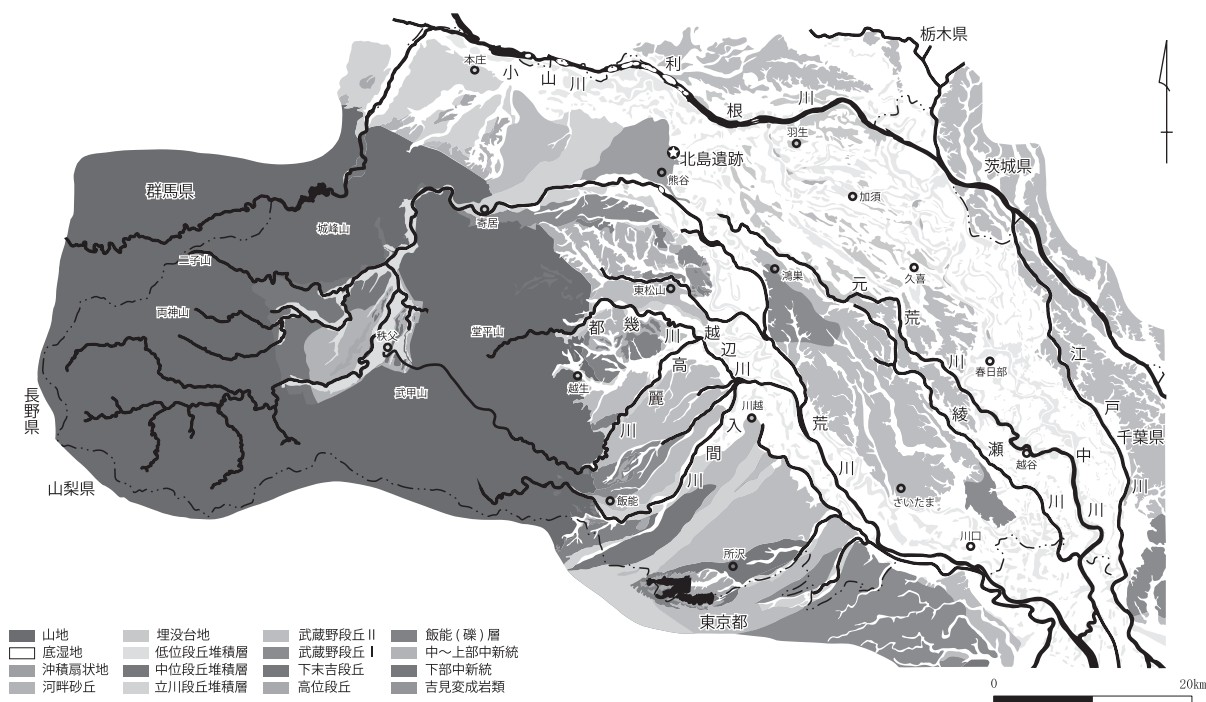 栃木県
本庄
小山川
利根川
羽生
北島遺跡
熊谷
茨城県
群馬県
加須
城峰山
寄居
二子山
鴻巣
久喜
東松山
元荒川
両神山
都幾川
越辺川
堂平山
秩父
江戸川
春日部
高麗川
越生
武甲山
長野県
川越
入間川
荒川
綾瀬川
中川
千葉県
越谷
山梨県
飯能
さいたま
川口
所沢
東京都
山地
底湿地
沖積扇状地
河畔砂丘
埋没台地
低位段丘堆積層
中位段丘堆積層
立川段丘堆積層
武蔵野段丘Ⅱ
武蔵野段丘Ⅰ
下末吉段丘
高位段丘
飯能(礫)層
中～上部中新統
下部中新統
吉見変成岩類
0 20km